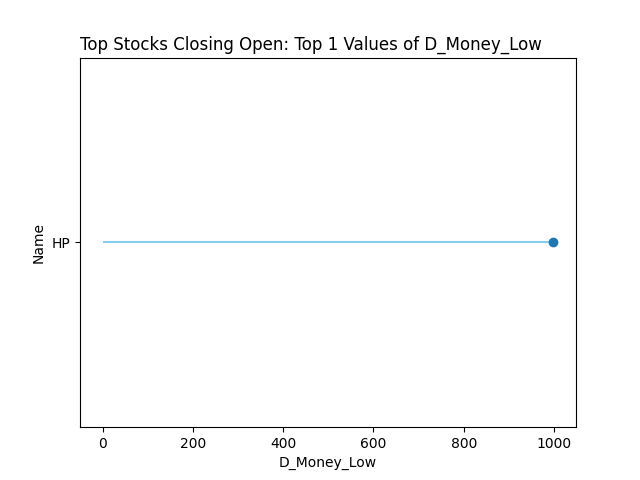 Top Stocks Closing Open: Top 1 Values of D_Money_Low
Name
HP
0 200 400 600 800 1000
D_Money_Low